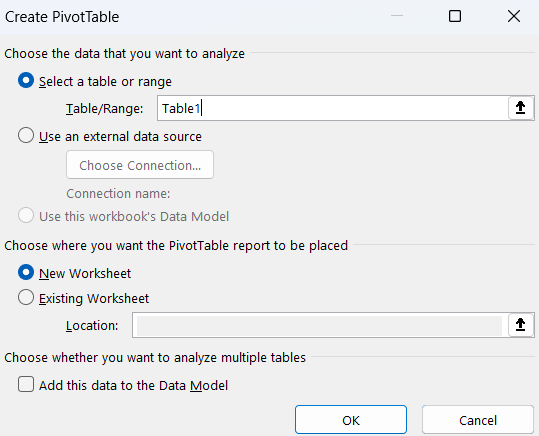 Create PivotTable
Choose the data that you want to analyze
Select a table or range
Table/Range: Table1
Use an external data source
Choose Connection...
Connection name:
Use this workbook's Data Model
Choose where you want the PivotTable report to be placed
New Worksheet
Existing Worksheet
Location:
Choose whether you want to analyze multiple tables
Add this data to the Data Model
OK Cancel